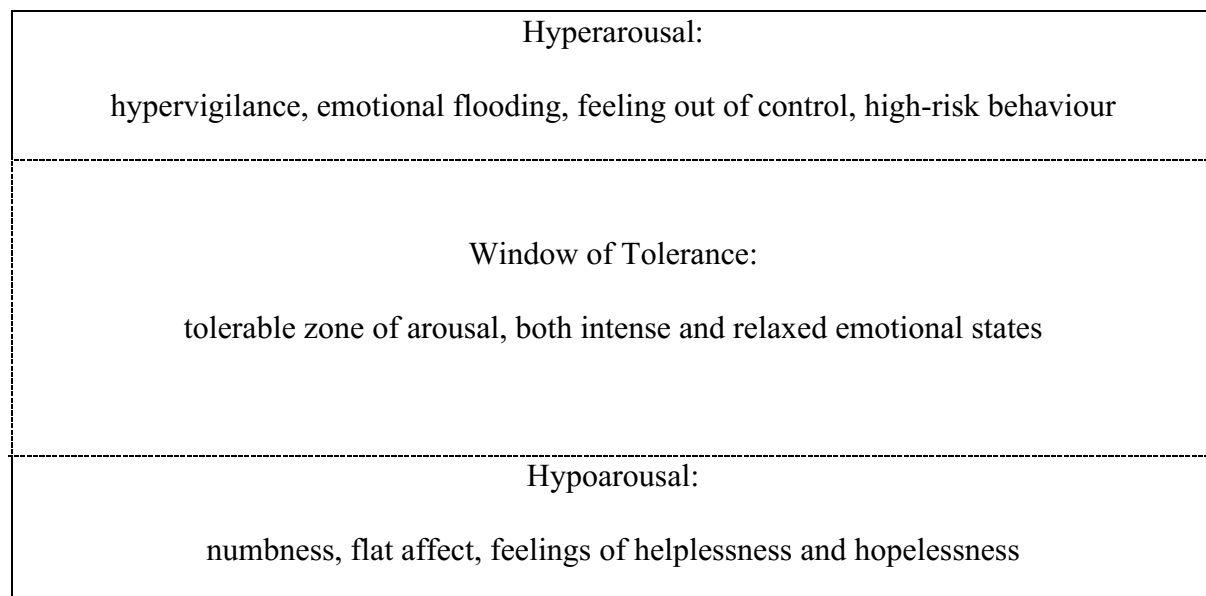 Hyperarousal:
hypervigilance, emotional flooding, feeling out of control, high-risk behaviour
Window of Tolerance:
tolerable zone of arousal, both intense and relaxed emotional states
Hypoarousal:
numbness, flat affect, feelings of helplessness and hopelessness